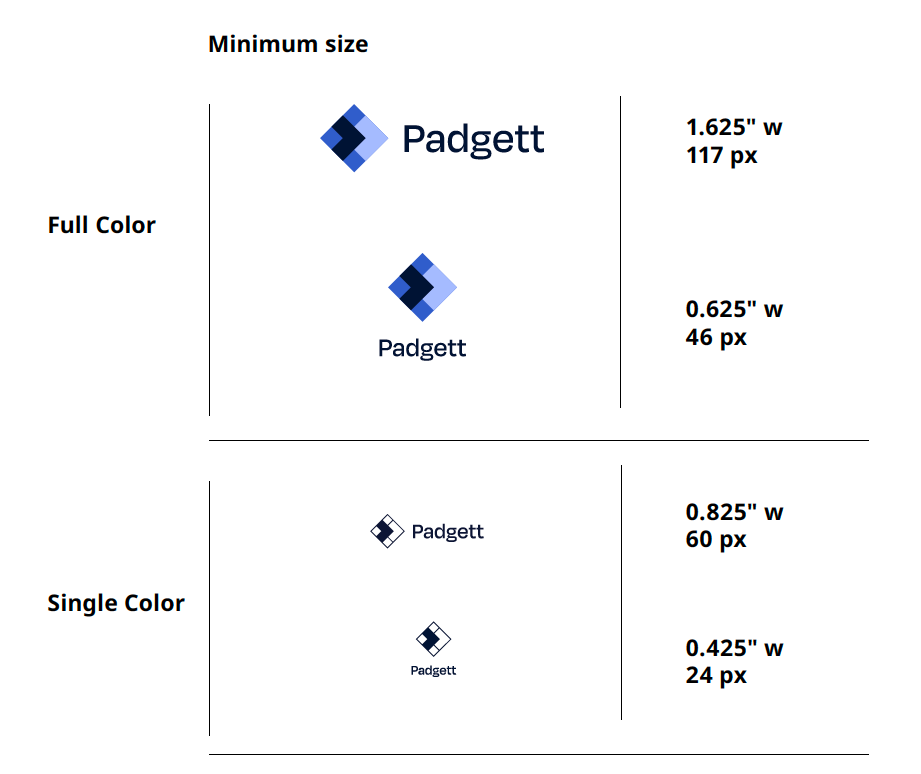 Minimum size
Full Color
Padgett
1.625" w
117 px
Padgett
0.625" w
46 px
Single Color
Padgett
0.825" w
60 px
Padgett
0.425" w
24 px